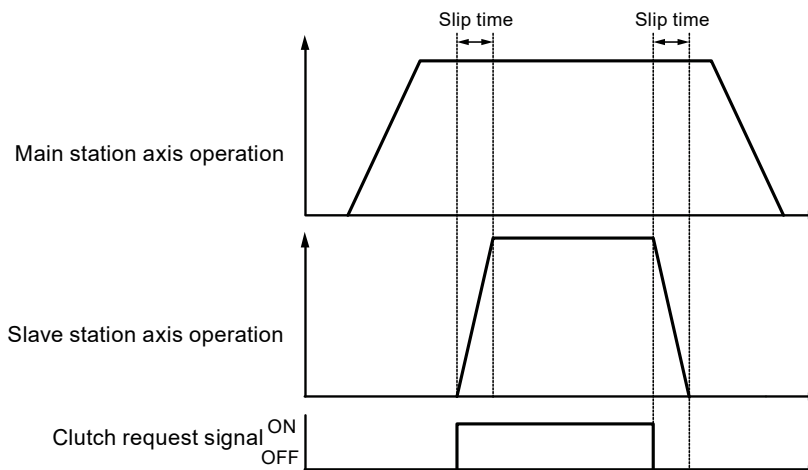 Slip time Slip time
Main station axis operation
Slave station axis operation
Clutch request signal ON
OFF